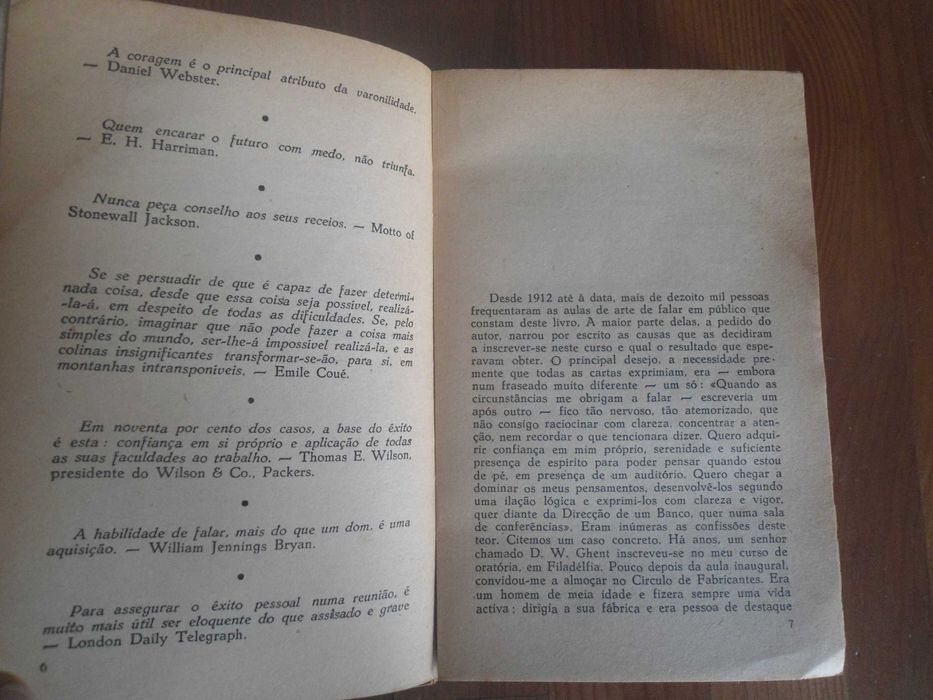 A coragem é o principal atributo da varonilidade.
— Daniel Webster.
•
Quem encarar o futuro com medo, não triunfa.
— E. H. Harriman.
•
Nunca peça conselho aos seus receios. — Motto of
Stonewall Jackson.
•
Se se persuadir de que é capaz de fazer determi-
nada coisa, desde que essa coisa seja possível, realizá-
-la-á, em despeito de todas as dificuldades. Se, pelo
contrário, imaginar que não pode fazer a coisa mais
simples do mundo, ser-lhe-á impossível realizá-la, e as
colinas insignificantes transformar-se-ão, para si, em
montanhas intransponíveis. — Emile Coué.
•
Em noventa por cento dos casos, a base do êxito
é esta : confiança em si próprio e aplicação de todas
as suas faculdades ao trabalho. — Thomas E. Wilson,
presidente do Wilson & Co., Packers.
•
A habilidade de falar, mais do que um dom, é uma
aquisição. — William Jennings Bryan.
•
Para assegurar o êxito pessoal numa reunião, é
muito mais útil ser eloquente do que assisado e grave
— London Daily Telegraph.
6
Desde 1912 até à data, mais de dezoito mil pessoas
frequentaram as aulas de arte de falar em público que
constam deste livro. A maior parte delas, a pedido do
autor, narrou por escrito as causas que as decidiram
a inscrever-se neste curso e qual o resultado que espe-
ravam obter. O principal desejo, a necessidade pre-
mente que todas as cartas exprimiam, era — embora
num fraseado muito diferente — um só : «Quando as
circunstâncias me obrigam a falar — escreveria um
após outro — fico tão nervoso, tão atemorizado, que
não consigo raciocinar com clareza, concentrar a aten-
ção, nem recordar o que tencionara dizer. Quero adqui-
rir confiança em mim próprio, serenidade e suficiente
presença de espírito para poder pensar quando estou
de pé, em presença de um auditório. Quero chegar a
dominar os meus pensamentos, desenvolvê-los segundo
uma ilação lógica e exprimi-los com clareza e vigor,
quer diante da Direcção de um Banco, quer numa sala
de conferências». Eram inúmeras as confissões deste
teor. Citemos um caso concreto. Há anos, um senhor
chamado D. W. Ghent inscreveu-se no meu curso de
oratória, em Filadélfia. Pouco depois da aula inaugural,
convidou-me a almoçar no Círculo de Fabricantes. Era
um homem de meia idade e fizera sempre uma vida
activa : dirigia a sua fábrica e era pessoa de destaque
7